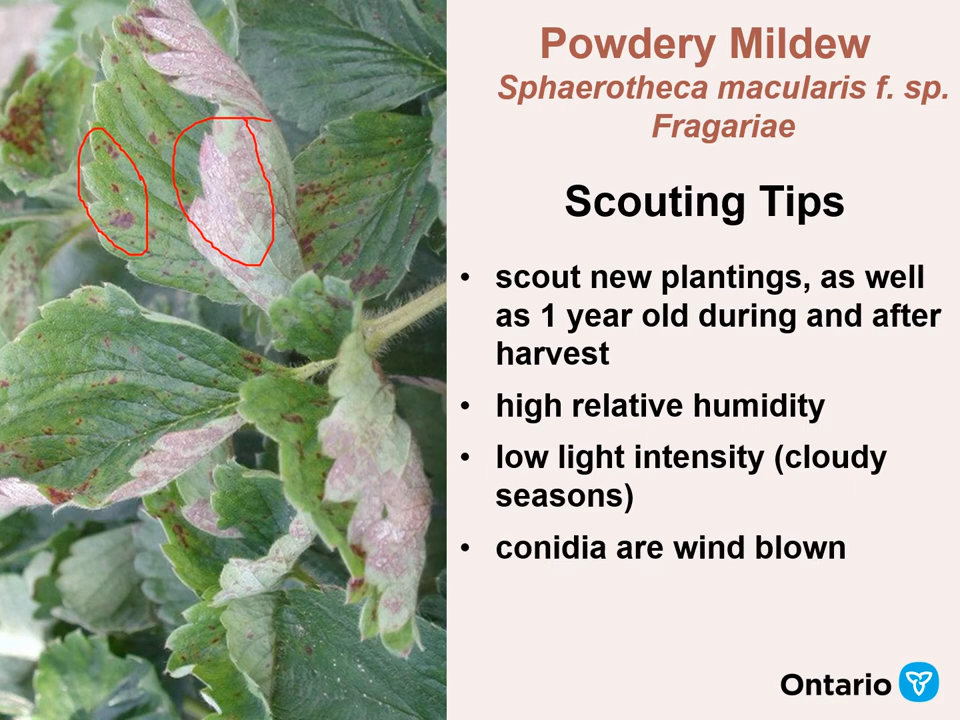 Powdery Mildew
Sphaerotheca macularis f. sp.
Fragariae
Scouting Tips
• scout new plantings, as well
as 1 year old during and after
harvest
• high relative humidity
• low light intensity (cloudy
seasons)
• conidia are wind blown
Ontario